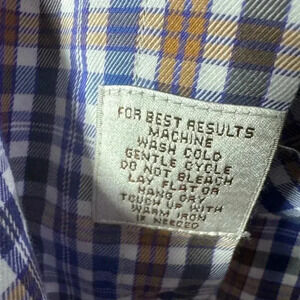 FOR BEST RESULTS
MACHINE
WASH COLD
GENTLE CYCLE
DO NOT BLEACH
LAY FLAT OR
HANG DRY
TOUCH UP WITH
WARM IRON
IF NEEDED